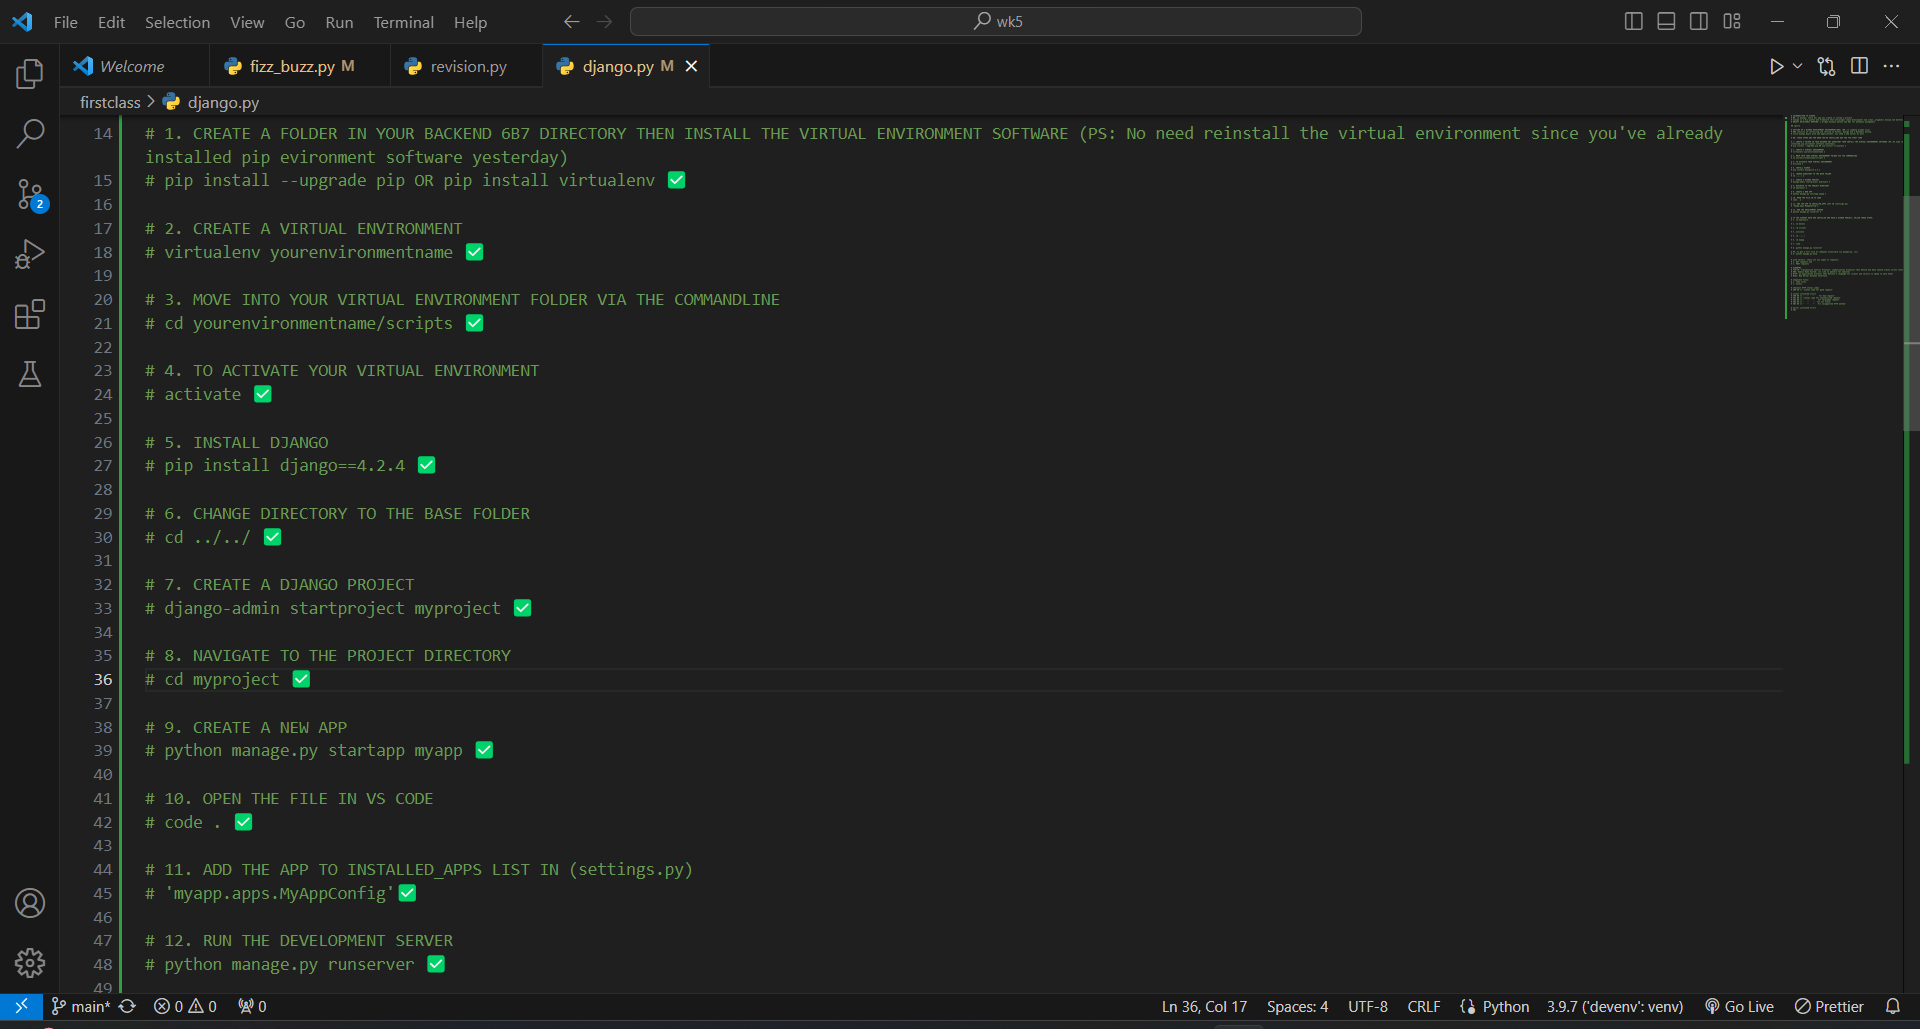 File Edit Selection View Go Run Terminal Help wk5
Welcome fizz_buzz.py M revision.py django.py M
firstclass django.py
14 # 1. CREATE A FOLDER IN YOUR BACKEND 6B7 DIRECTORY THEN INSTALL THE VIRTUAL ENVIRONMENT SOFTWARE (PS: No need reinstall the virtual environment since you've already
installed pip evironment software yesterday)
15 # pip install --upgrade pip OR pip install virtualenv ✅
16
17 # 2. CREATE A VIRTUAL ENVIRONMENT
18 # virtualenv yourenvironmentname ✅
19
20 # 3. MOVE INTO YOUR VIRTUAL ENVIRONMENT FOLDER VIA THE COMMANDLINE
21 # cd yourenvironmentname/scripts ✅
22
23 # 4. TO ACTIVATE YOUR VIRTUAL ENVIRONMENT
24 # activate ✅
25
26 # 5. INSTALL DJANGO
27 # pip install django==4.2.4 ✅
28
29 # 6. CHANGE DIRECTORY TO THE BASE FOLDER
30 # cd ../../ ✅
31
32 # 7. CREATE A DJANGO PROJECT
33 # django-admin startproject myproject ✅
34
35 # 8. NAVIGATE TO THE PROJECT DIRECTORY
36 # cd myproject ✅
37
38 # 9. CREATE A NEW APP
39 # python manage.py startapp myapp ✅
40
41 # 10. OPEN THE FILE IN VS CODE
42 # code . ✅
43
44 # 11. ADD THE APP TO INSTALLED_APPS LIST IN (settings.py)
45 # 'myapp.apps.MyAppConfig'✅
46
47 # 12. RUN THE DEVELOPMENT SERVER
48 # python manage.py runserver ✅
49
2
main* 0 0 0 Ln 36, Col 17 Spaces: 4 UTF-8 CRLF Python 3.9.7 ('devenv': venv) Go Live Prettier